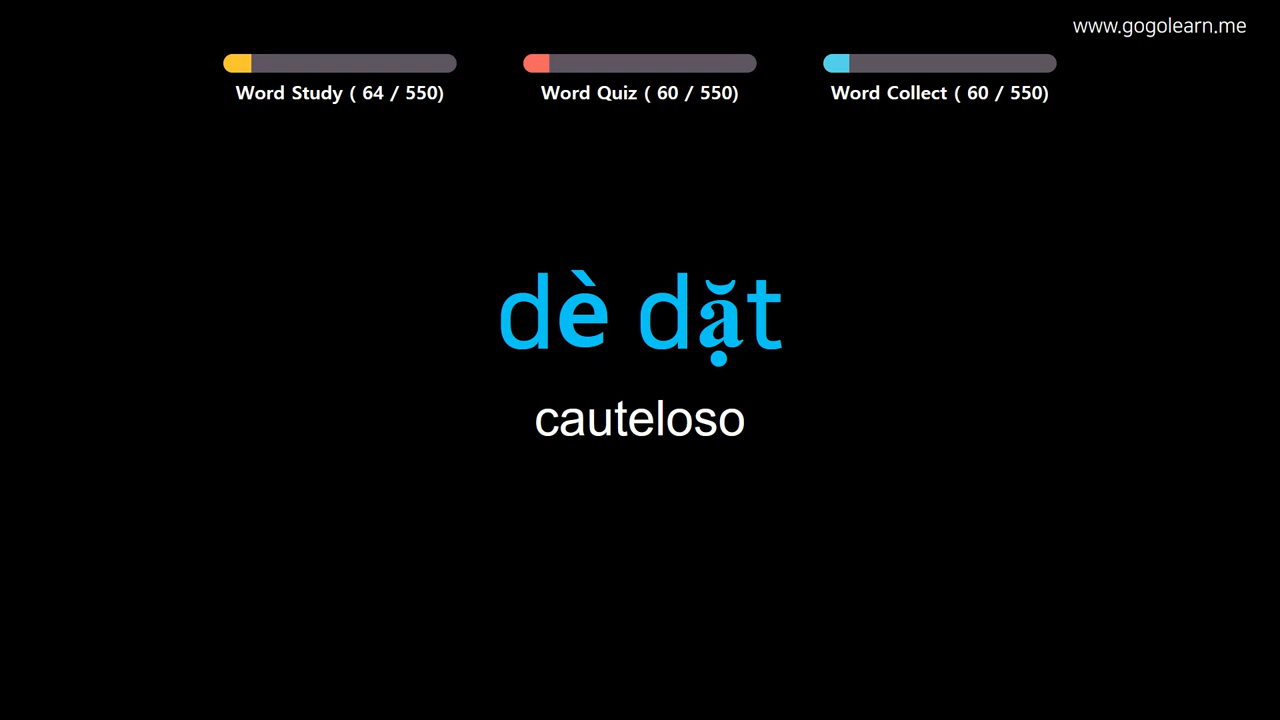 www.gogolearn.me
Word Study ( 64 / 550)
Word Quiz ( 60 / 550)
Word Collect ( 60 / 550)
dè dặt
cauteloso